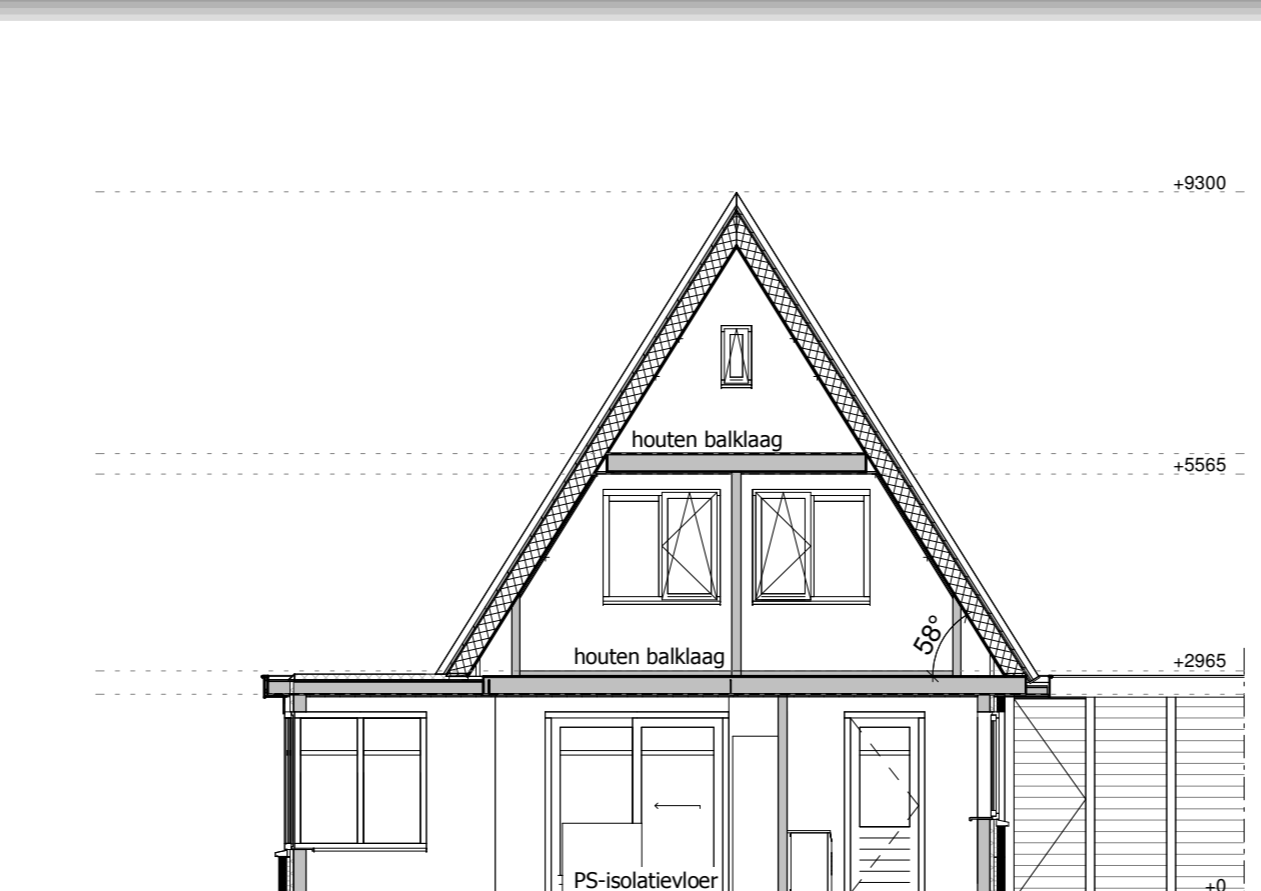 +9300
houten balklaag
+5565
58°
houten balklaag
+2965
PS-isolatievloer
+0